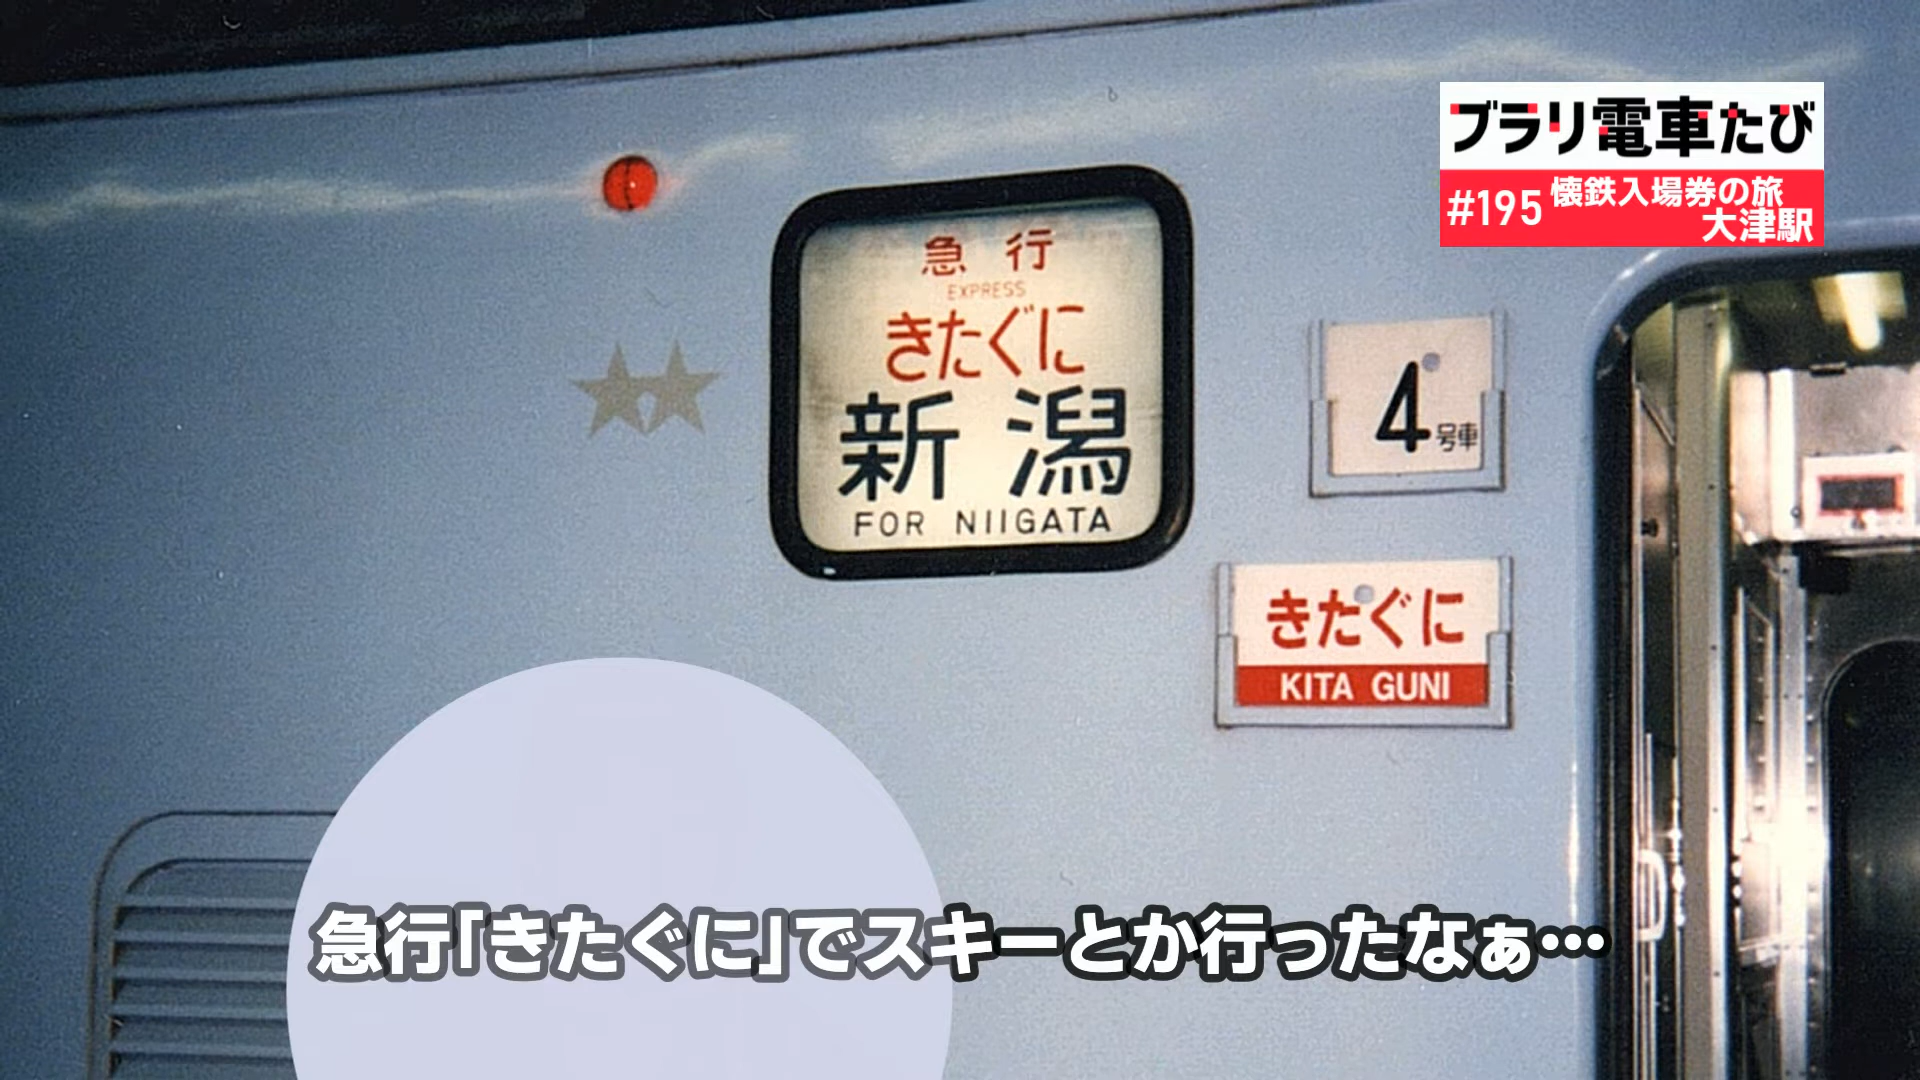 ブラリ電車たび
#195 懐鉄入場券の旅
大津駅
急行
EXPRESS
きたぐに
新潟
FOR NIIGATA
4号車
きたぐに
KITA GUNI
急行「きたぐに」でスキーとか行ったなぁ…